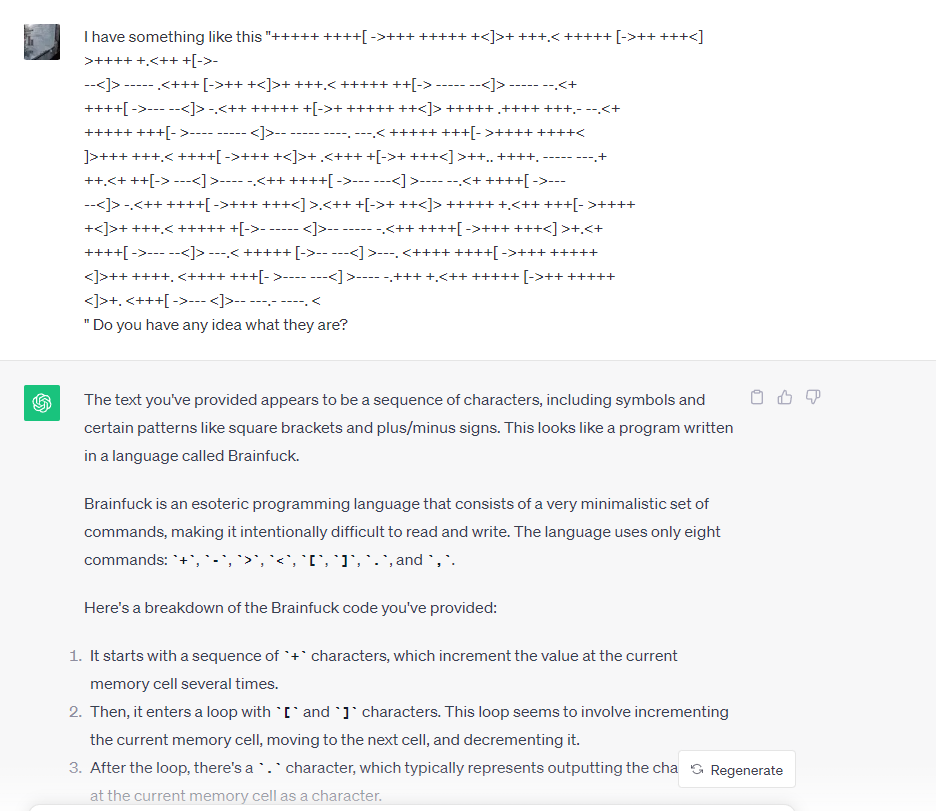 I have something like this "+++++ ++++[ ->+++ +++++ +<]>+ +++.< +++++ [->++ +++<]
>++++ +.<++ +[->-
--<]> ----- .<+++ [->++ +<]>+ +++.< +++++ ++[-> ----- --<]> ----- --.<+
++++[ ->--- --<]> -.<++ +++++ +[->+ +++++ ++<]> +++++ .++++ +++.- --.<+
+++++ +++[- >---- ----- <]>-- ----- ----. ---.< +++++ +++[- >++++ ++++<
]>+++ +++.< ++++[ ->+++ +<]>+ .<+++ +[->+ +++<] >++.. ++++. ----- ---.+
++.<+ ++[-> ---<] >---- -.<++ ++++[ ->--- ---<] >---- --.<+ ++++[ ->---
--<]> -.<++ ++++[ ->+++ +++<] >.<++ +[->+ ++<]> +++++ +.<++ +++[- >++++
+<]>+ +++.< +++++ +[->- ----- <]>-- ----- -.<++ ++++[ ->+++ +++<] >+.<+
++++[ ->--- --<]> ---.< +++++ [->-- ---<] >---. <++++ ++++[ ->+++ +++++
<]>++ ++++. <++++ +++[- >---- ---<] >---- -.+++ +.<++ +++++ [->++ +++++
<]>+. <+++[ ->--- <]>-- ---.- ----. <
" Do you have any idea what they are?
The text you've provided appears to be a sequence of characters, including symbols and
certain patterns like square brackets and plus/minus signs. This looks like a program written
in a language called Brainfuck.
Brainfuck is an esoteric programming language that consists of a very minimalistic set of
commands, making it intentionally difficult to read and write. The language uses only eight
commands: `+`, `-`, `>`, `<`, `[`, `]`, `.`, and `,`.
Here's a breakdown of the Brainfuck code you've provided:
1. It starts with a sequence of `+` characters, which increment the value at the current
memory cell several times.
2. Then, it enters a loop with `[` and `]` characters. This loop seems to involve incrementing
the current memory cell, moving to the next cell, and decrementing it.
3. After the loop, there's a `.` character, which typically represents outputting the cha
Regenerate
at the current memory cell as a character.